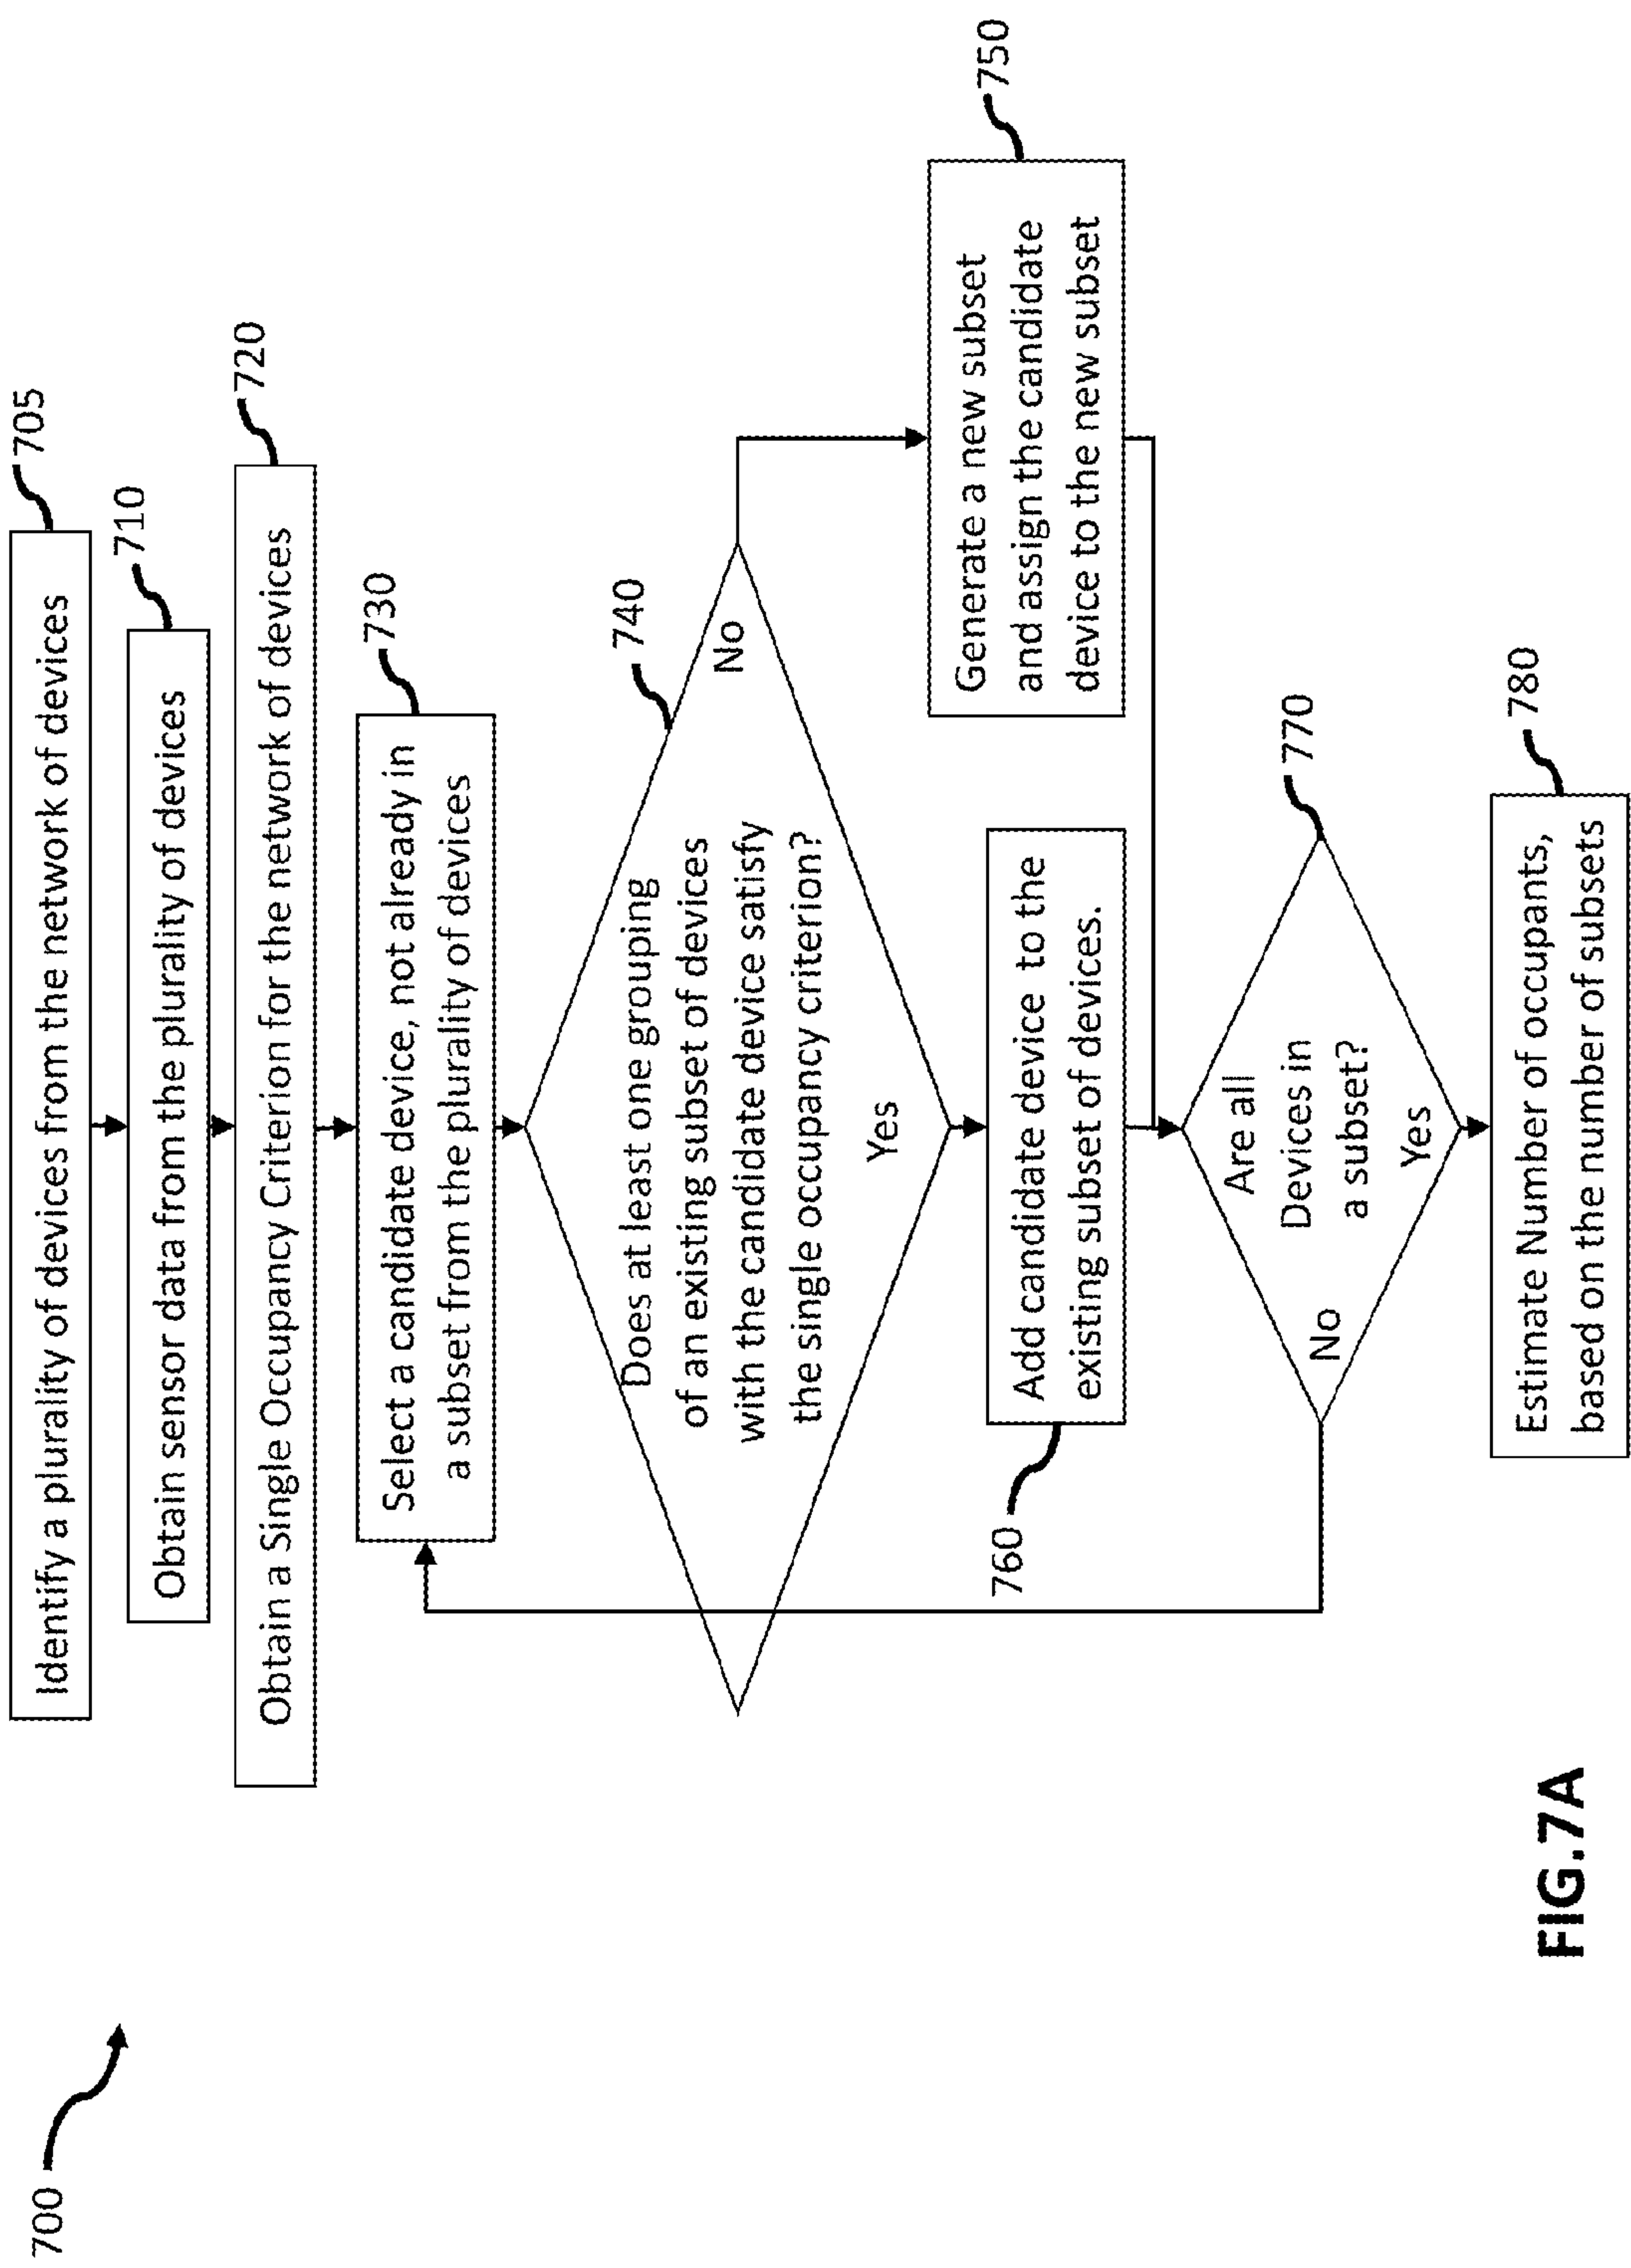 700
Identify a plurality of devices from the network of devices
705
Obtain sensor data from the plurality of devices
710
Obtain a Single Occupancy Criterion for the network of devices
720
Select a candidate device, not already in
a subset from the plurality of devices
730
Does at least one grouping
of an existing subset of devices
with the candidate device satisfy
the single occupancy criterion?
740
No
Yes
Generate a new subset
and assign the candidate
device to the new subset
750
Add candidate device to the
existing subset of devices.
760
Are all
Devices in
a subset?
770
No
Yes
Estimate Number of occupants,
based on the number of subsets
780
FIG.7A